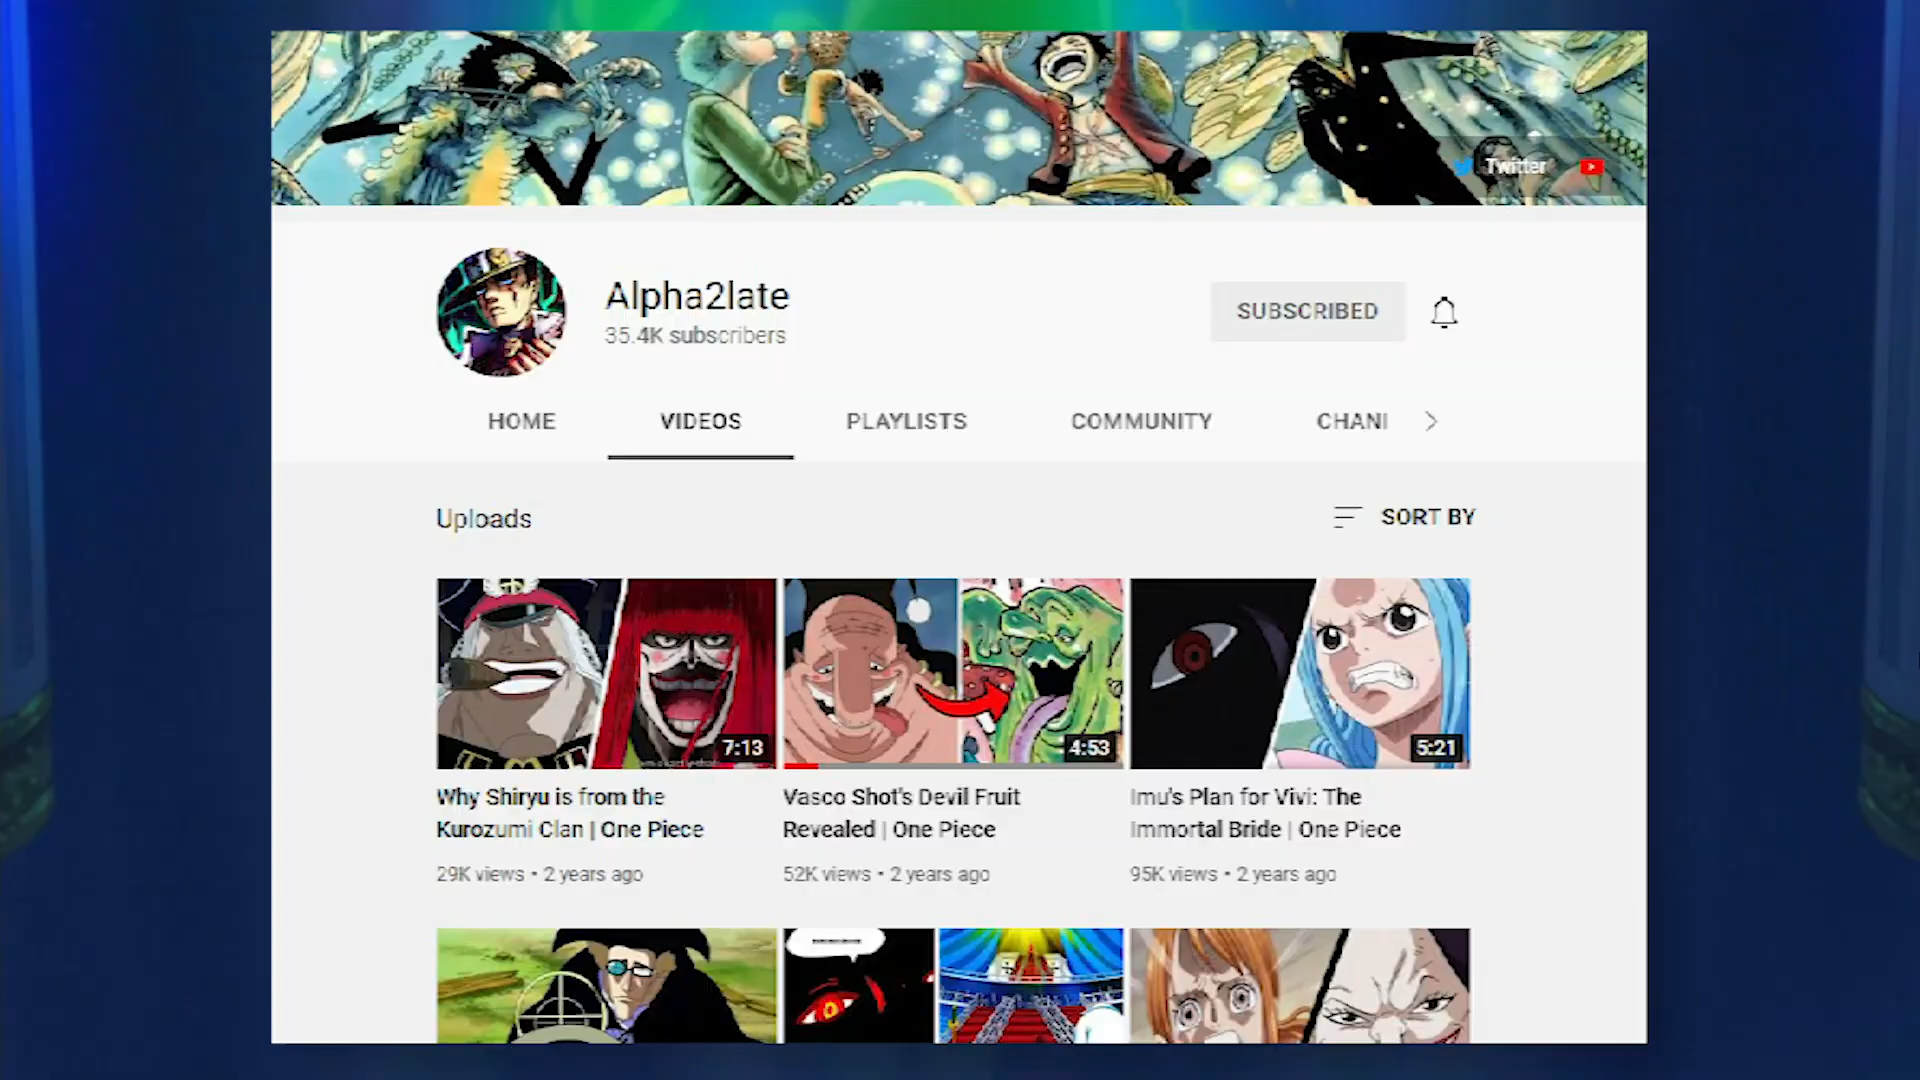 Twitter
Alpha2late
35.4K subscribers
SUBSCRIBED
HOME
VIDEOS
PLAYLISTS
COMMUNITY
CHANI
Uploads
SORT BY
7:13
4:53
5:21
Why Shiryu is from the
Kurozumi Clan | One Piece
29K views • 2 years ago
Vasco Shot's Devil Fruit
Revealed | One Piece
52K views • 2 years ago
Imu's Plan for Vivi: The
Immortal Bride | One Piece
95K views • 2 years ago